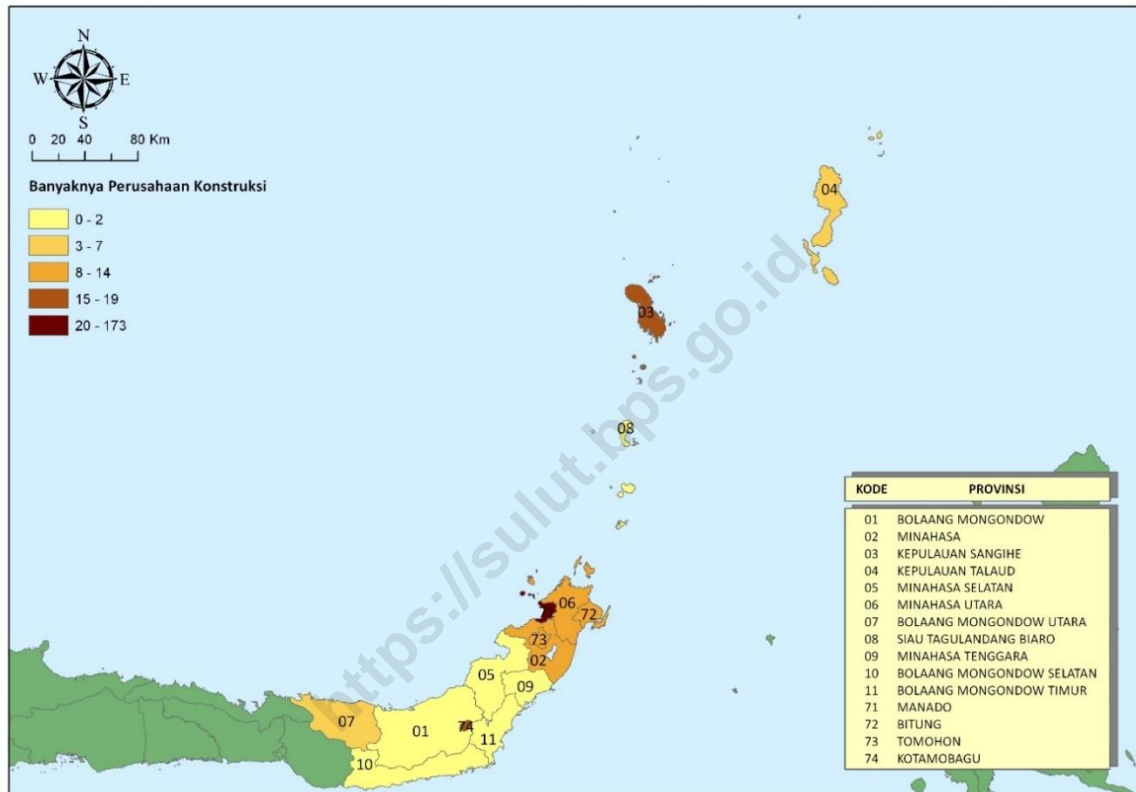 N
W E
S
0 20 40 80 Km
Banyaknya Perusahaan Konstruksi
0 - 2
3 - 7
8 - 14
15 - 19
20 - 173
04
03
08
06
72
73
02
05
09
07
01
74
11
10
https://sulut.bps.go.id
KODE PROVINSI
01 BOLAANG MONGONDOW
02 MINAHASA
03 KEPULAUAN SANGIHE
04 KEPULAUAN TALAUD
05 MINAHASA SELATAN
06 MINAHASA UTARA
07 BOLAANG MONGONDOW UTARA
08 SIAU TAGULANDANG BIARO
09 MINAHASA TENGGARA
10 BOLAANG MONGONDOW SELATAN
11 BOLAANG MONGONDOW TIMUR
71 MANADO
72 BITUNG
73 TOMOHON
74 KOTAMOBAGU